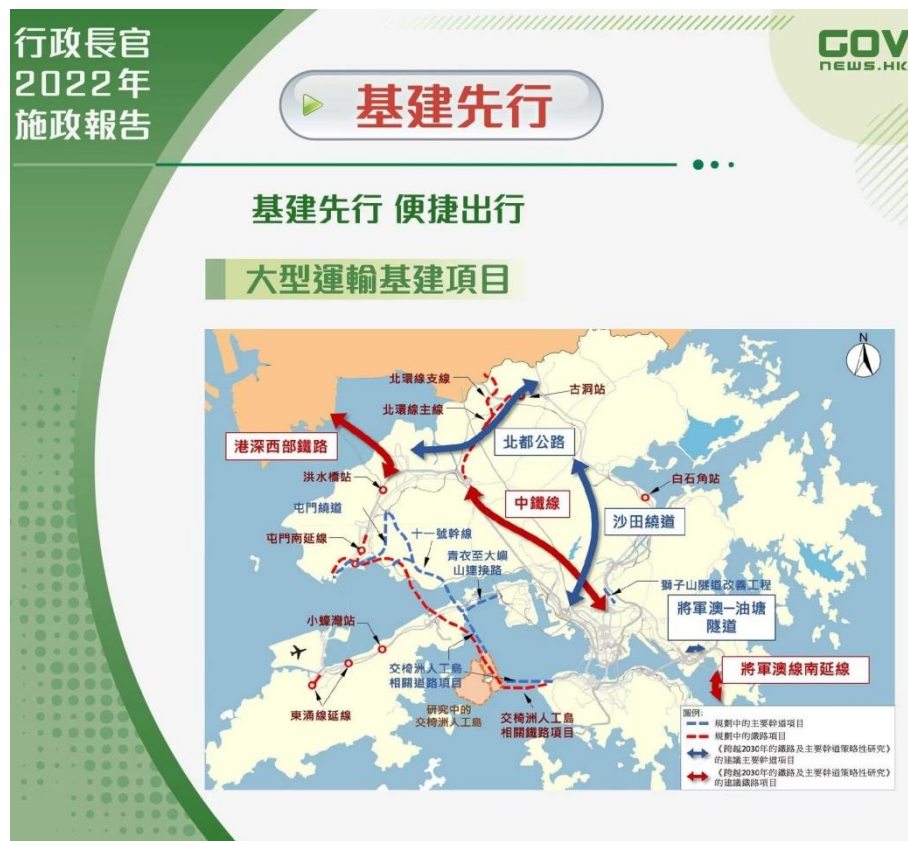 行政長官
2022年
施政報告
GOV
NEWS.HK
基建先行
基建先行 便捷出行
大型運輸基建項目
N
北環線支線
古洞站
北環線主線
港深西部鐵路
北都公路
洪水橋站
中鐵線
白石角站
屯門繞道
沙田繞道
十一號幹線
屯門南延線
青衣至大嶼
山連接路
獅子山隧道改善工程
將軍澳—油塘
隧道
小蠔灣站
將軍澳線南延線
交椅洲人工島
相關道路項目
東涌線延線
研究中的
交椅洲人工島
交椅洲人工島
相關鐵路項目
圖例:
規劃中的主要幹道項目
規劃中的鐵路項目
《跨越2030年的鐵路及主要幹道策略性研究》
的建議主要幹道項目
《跨越2030年的鐵路及主要幹道策略性研究》
的建議鐵路項目